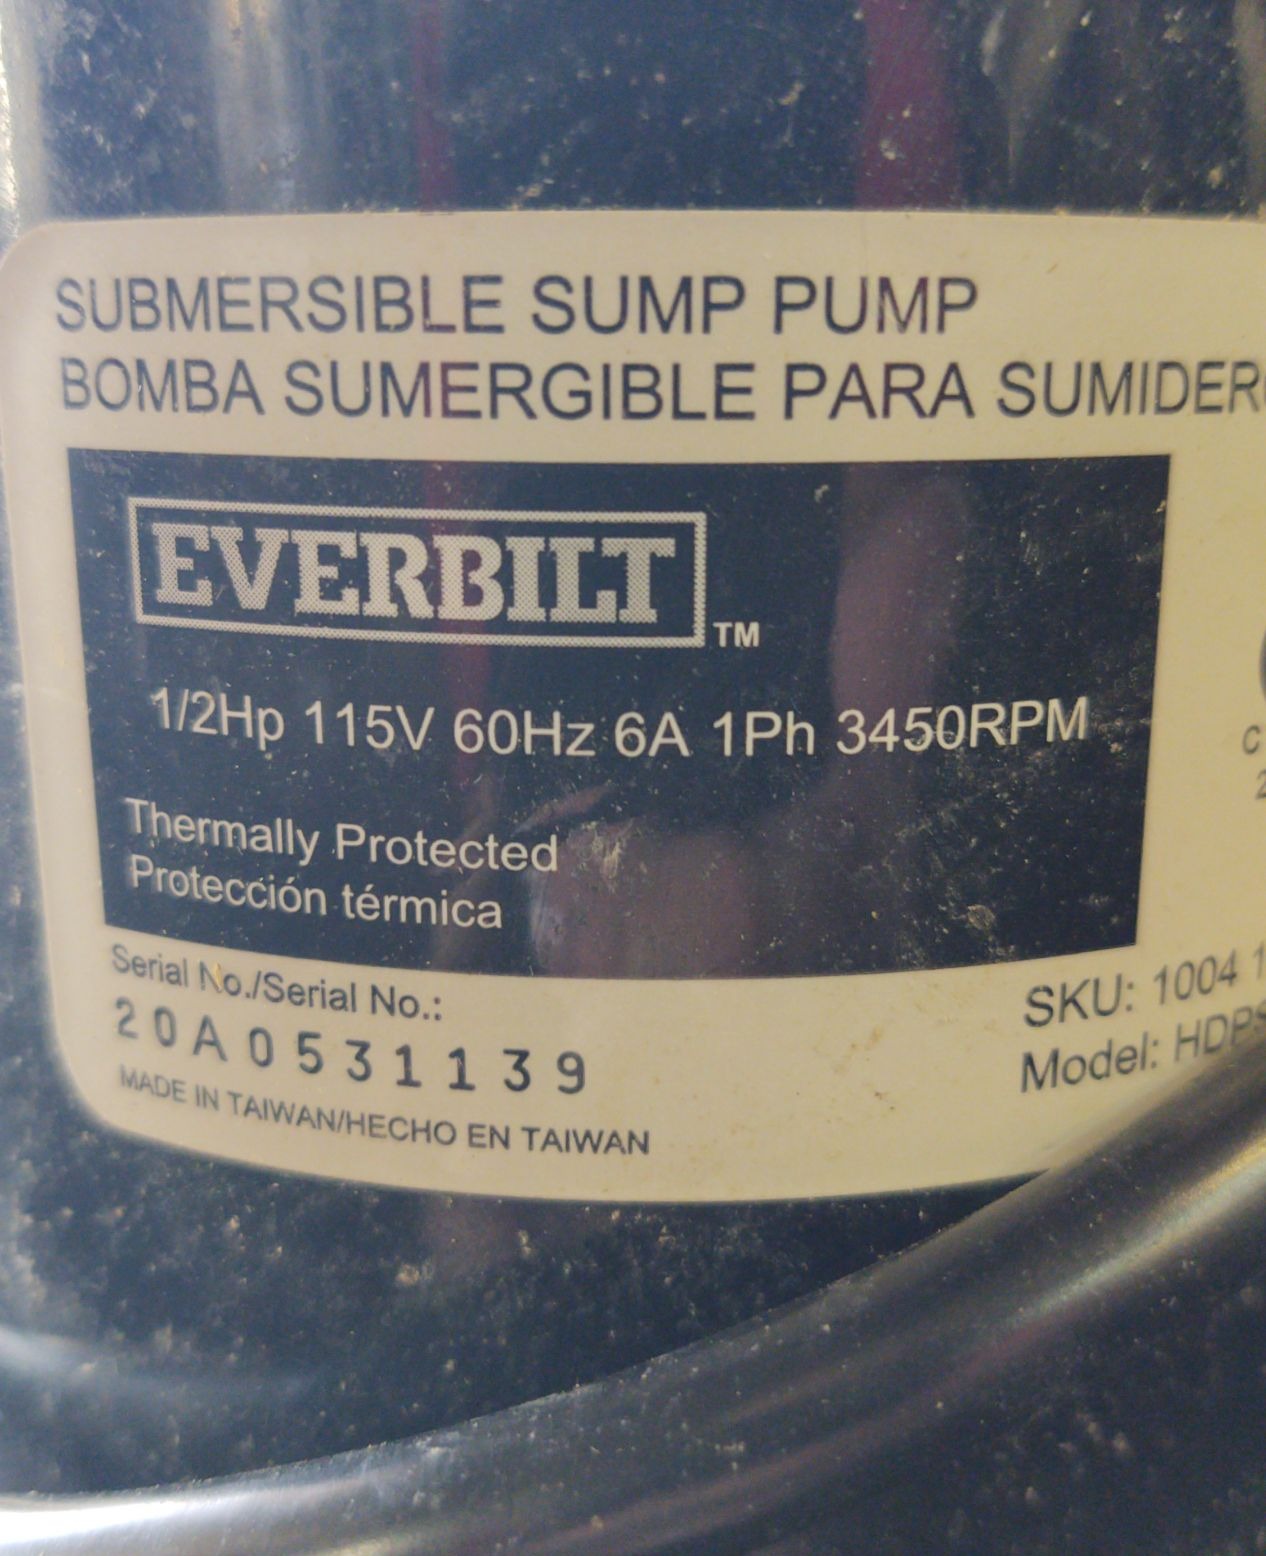 SUBMERSIBLE SUMP PUMP
BOMBA SUMERGIBLE PARA
EVERBILT TM
1/2Hp 115V 60Hz 6A 1Ph 3450RPM
Thermally Protected
Protección térmica
Serial No./Serial No.:
20A0531139
MADE IN TAIWAN/HECHO EN TAIWAN
SKU: 1004
Model: